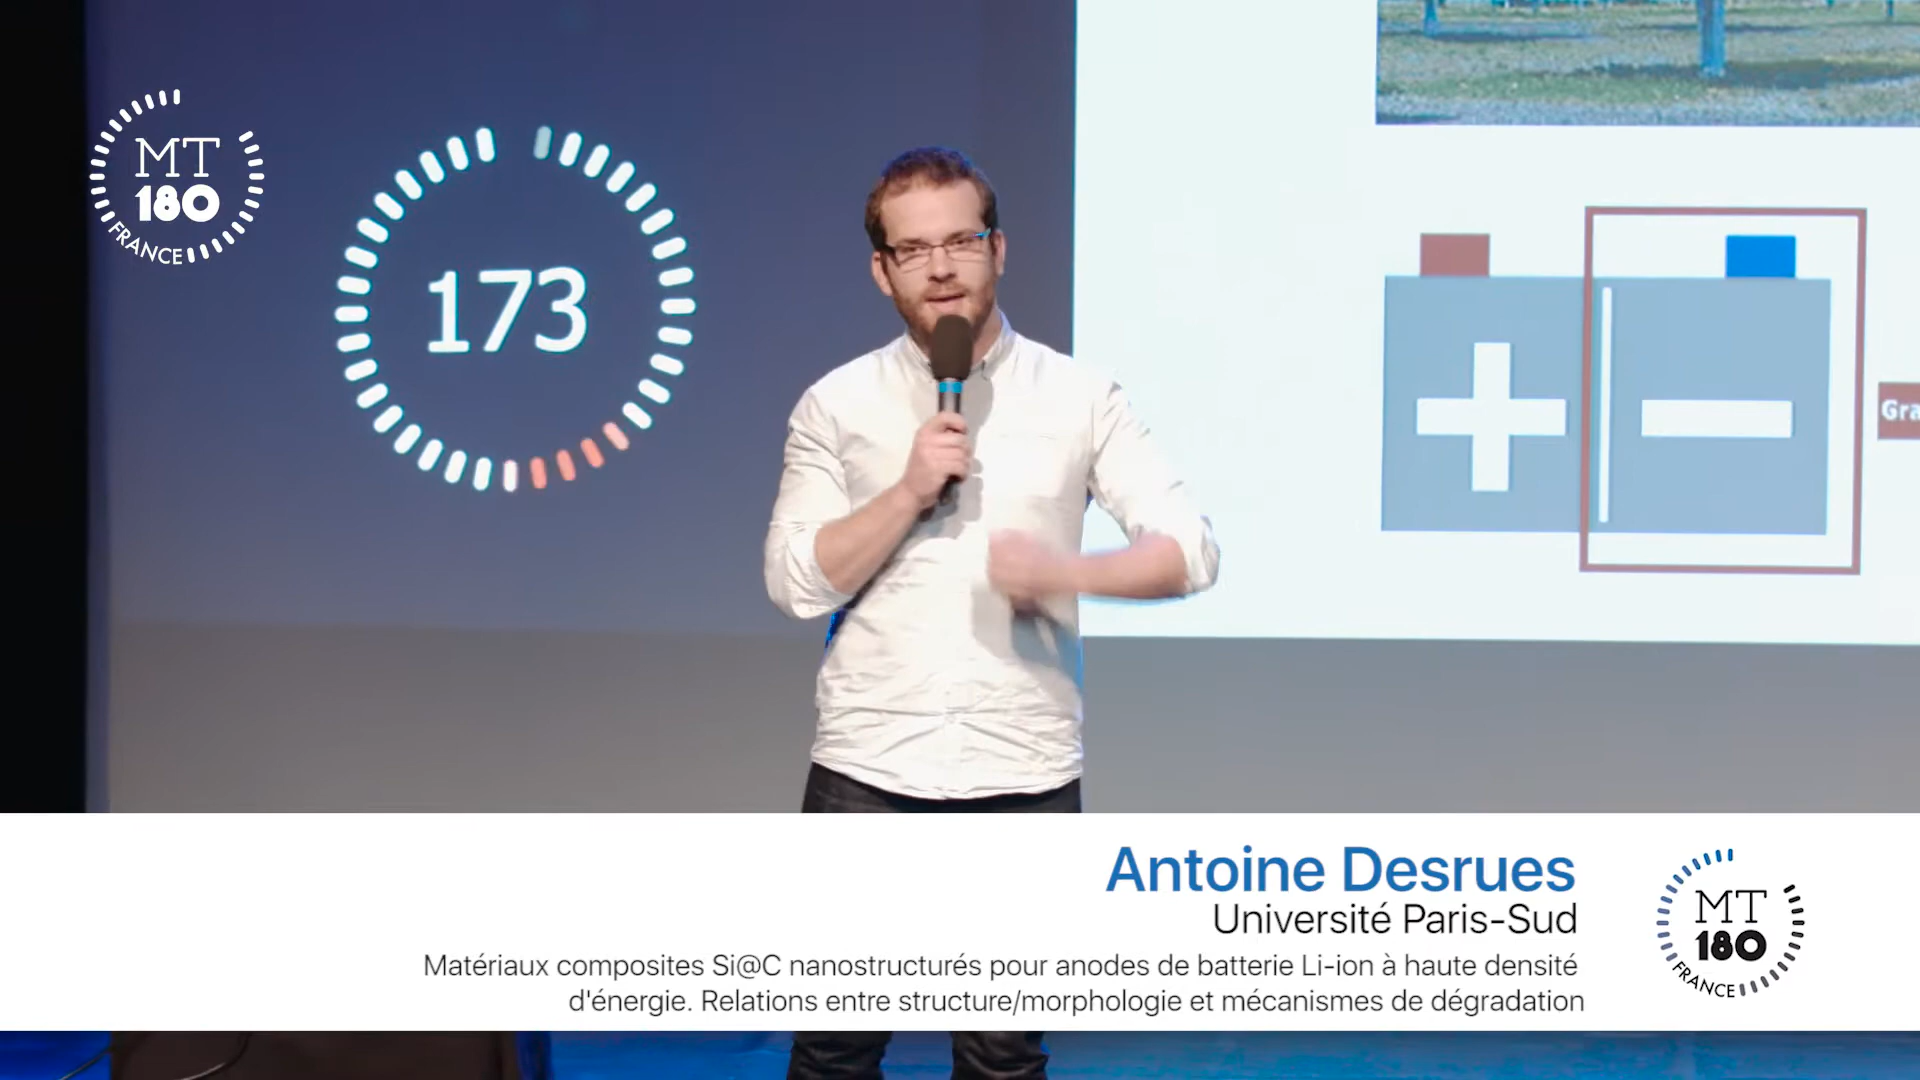 MT
180
FRANCE
173
Gra
Antoine Desrues
Université Paris-Sud
Matériaux composites Si@C nanostructurés pour anodes de batterie Li-ion à haute densité
d'énergie. Relations entre structure/morphologie et mécanismes de dégradation
MT
180
FRANCE